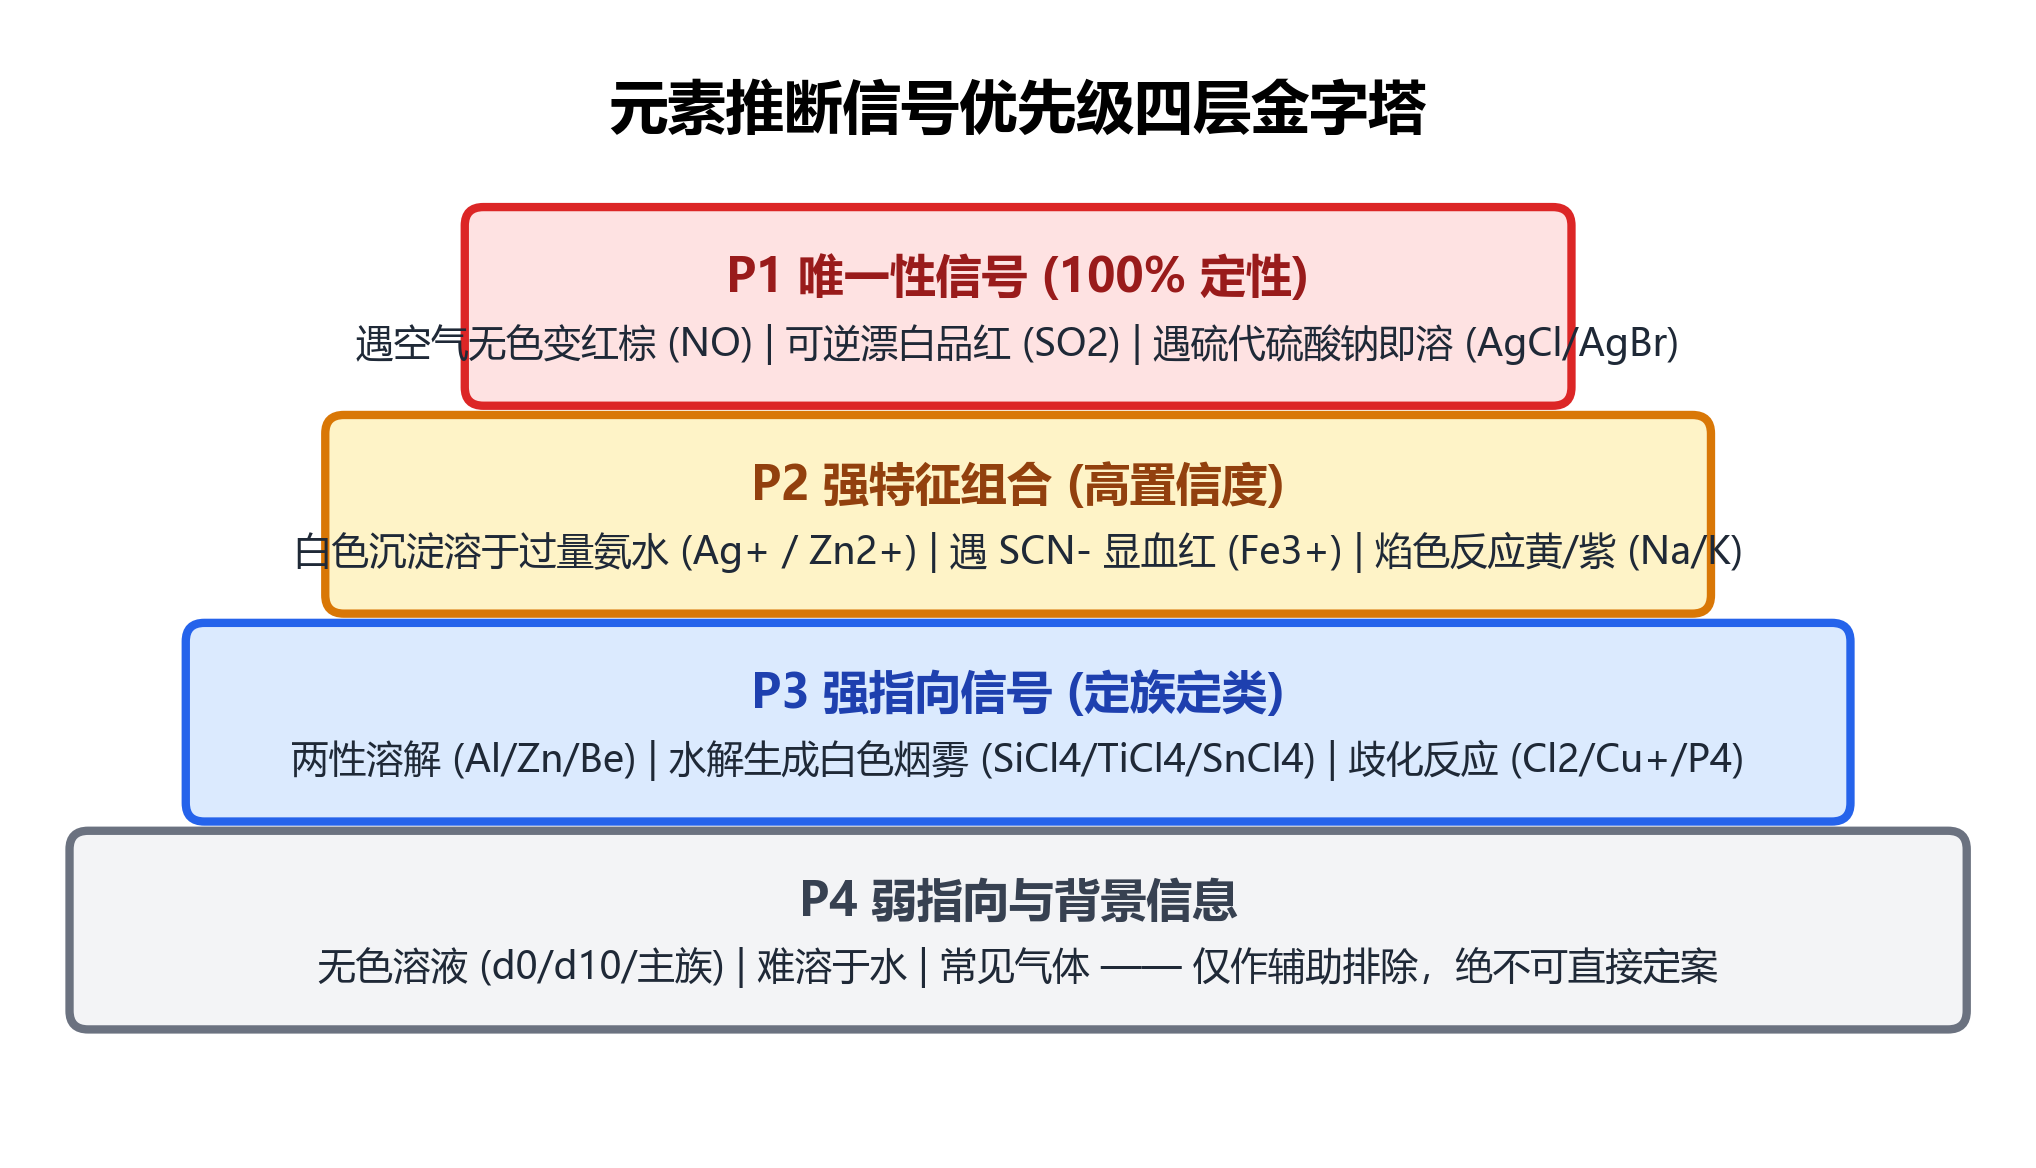 元素推断信号优先级四层金字塔
P1 唯一性信号 (100% 定性)
遇空气无色变红棕 (NO) | 可逆漂白品红 (SO2) | 遇硫代硫酸钠即溶 (AgCl/AgBr)
P2 强特征组合 (高置信度)
白色沉淀溶于过量氨水 (Ag+ / Zn2+) | 遇 SCN- 显血红 (Fe3+) | 焰色反应黄/紫 (Na/K)
P3 强指向信号 (定族定类)
两性溶解 (Al/Zn/Be) | 水解生成白色烟雾 (SiCl4/TiCl4/SnCl4) | 歧化反应 (Cl2/Cu+/P4)
P4 弱指向与背景信息
无色溶液 (d0/d10/主族) | 难溶于水 | 常见气体 —— 仅作辅助排除，绝不可直接定案